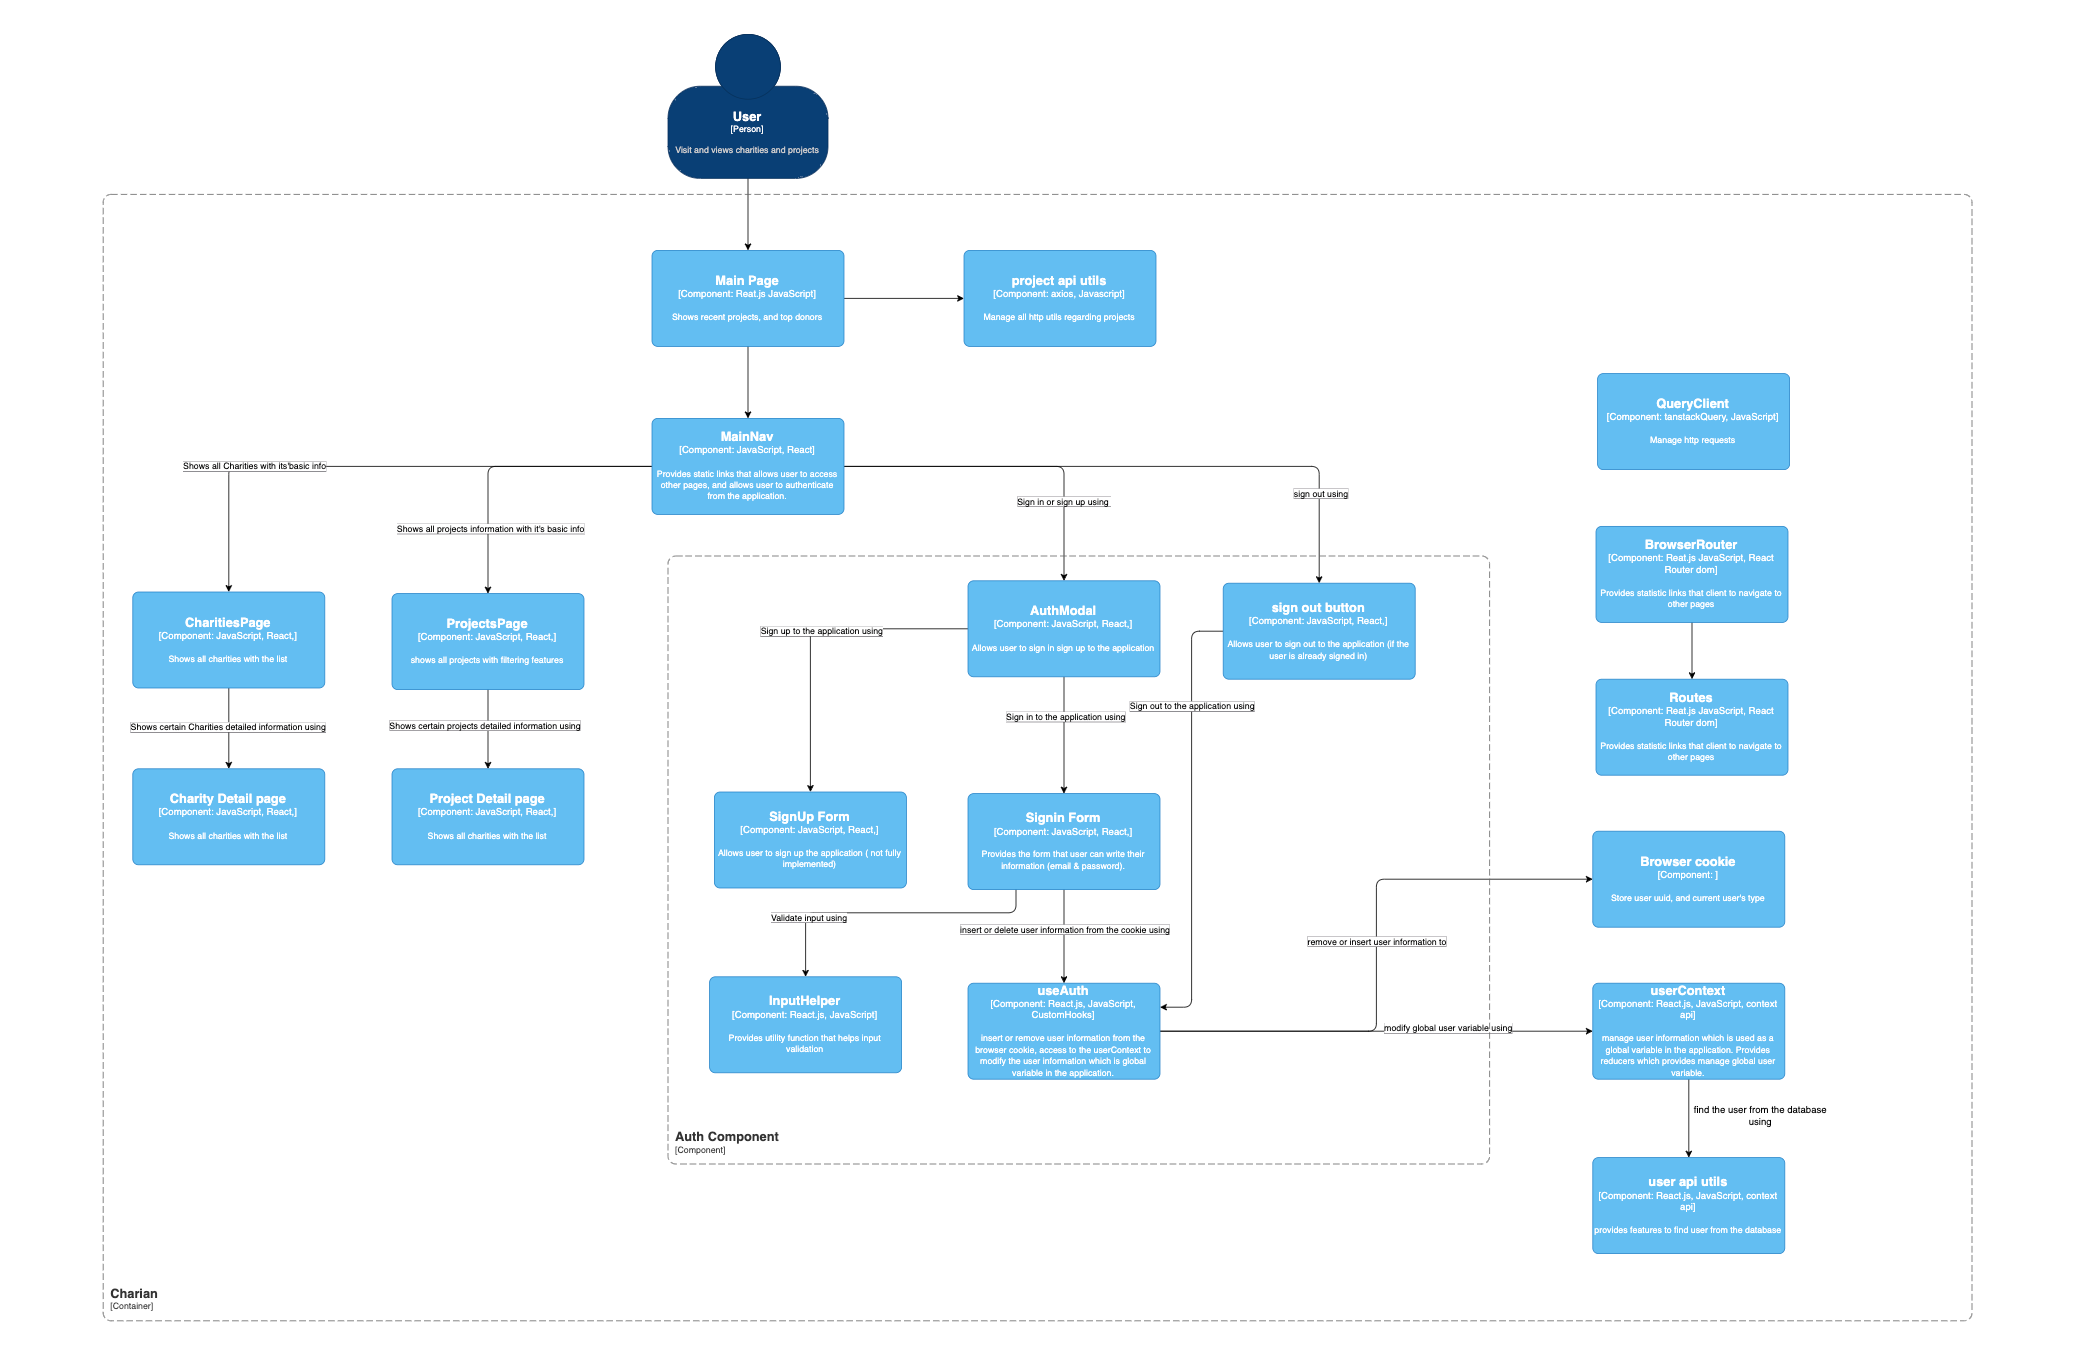 User
[Person]
Visit and views charities and projects
Main Page
[Component: Reat.js JavaScript]
Shows recent projects, and top donors
project api utils
[Component: axios, Javascript]
Manage all http utils regarding projects
QueryClient
[Component: tanstackQuery, JavaScript]
Manage http requests
MainNav
[Component: JavaScript, React]
Provides static links that allows user to access
other pages, and allows user to authenticate
from the application.
Shows all Charities with its'basic info
Shows all projects information with it's basic info
Sign in or sign up using
sign out using
BrowserRouter
[Component: Reat.js JavaScript, React
Router dom]
Provides statistic links that client to navigate to
other pages
CharitiesPage
[Component: JavaScript, React,]
Shows all charities with the list
ProjectsPage
[Component: JavaScript, React,]
shows all projects with filtering features
AuthModal
[Component: JavaScript, React,]
Allows user to sign in sign up to the application
sign out button
[Component: JavaScript, React,]
Allows user to sign out to the application (if the
user is already signed in)
Sign up to the application using
Sign in to the application using
Sign out to the application using
Routes
[Component: Reat.js JavaScript, React
Router dom]
Provides statistic links that client to navigate to
other pages
Shows certain Charities detailed information using
Shows certain projects detailed information using
Charity Detail page
[Component: JavaScript, React,]
Shows all charities with the list
Project Detail page
[Component: JavaScript, React,]
Shows all charities with the list
SignUp Form
[Component: JavaScript, React,]
Allows user to sign up the application ( not fully
implemented)
Signin Form
[Component: JavaScript, React,]
Provides the form that user can write their
information (email & password).
Browser cookie
[Component: ]
Store user uuid, and current user's type
Validate input using
insert or delete user information from the cookie using
remove or insert user information to
InputHelper
[Component: React.js, JavaScript]
Provides utility function that helps input
validation
useAuth
[Component: React.js, JavaScript,
CustomHooks]
insert or remove user information from the
browser cookie, access to the userContext to
modify the user information which is global
variable in the application.
modify global user variable using
userContext
[Component: React.js, JavaScript, context
api]
manage user information which is used as a
global variable in the application. Provides
reducers which provides manage global user
variable.
find the user from the database
using
Auth Component
[Component]
user api utils
[Component: React.js, JavaScript, context
api]
provides features to find user from the database
Charian
[Container]